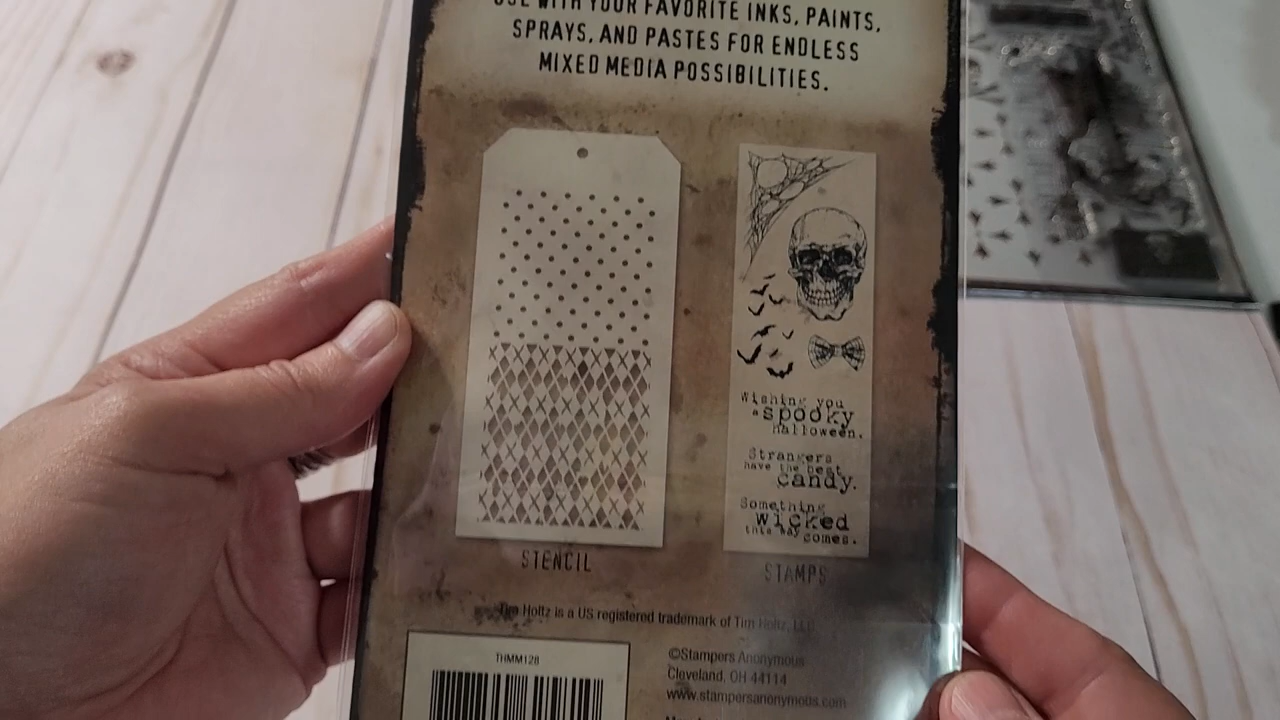 USE WITH YOUR FAVORITE INKS, PAINTS,
SPRAYS, AND PASTES FOR ENDLESS
MIXED MEDIA POSSIBILITIES.
Wishing you
a spooky
halloween.
Strangers
have the best
candy.
Something
wicked
this way comes.
STENCIL
STAMPS
Tim Holtz is a US registered trademark of Tim Holtz, LLC
THMM128
©Stampers Anonymous
Cleveland, OH 44114
www.stampersanonymous.com